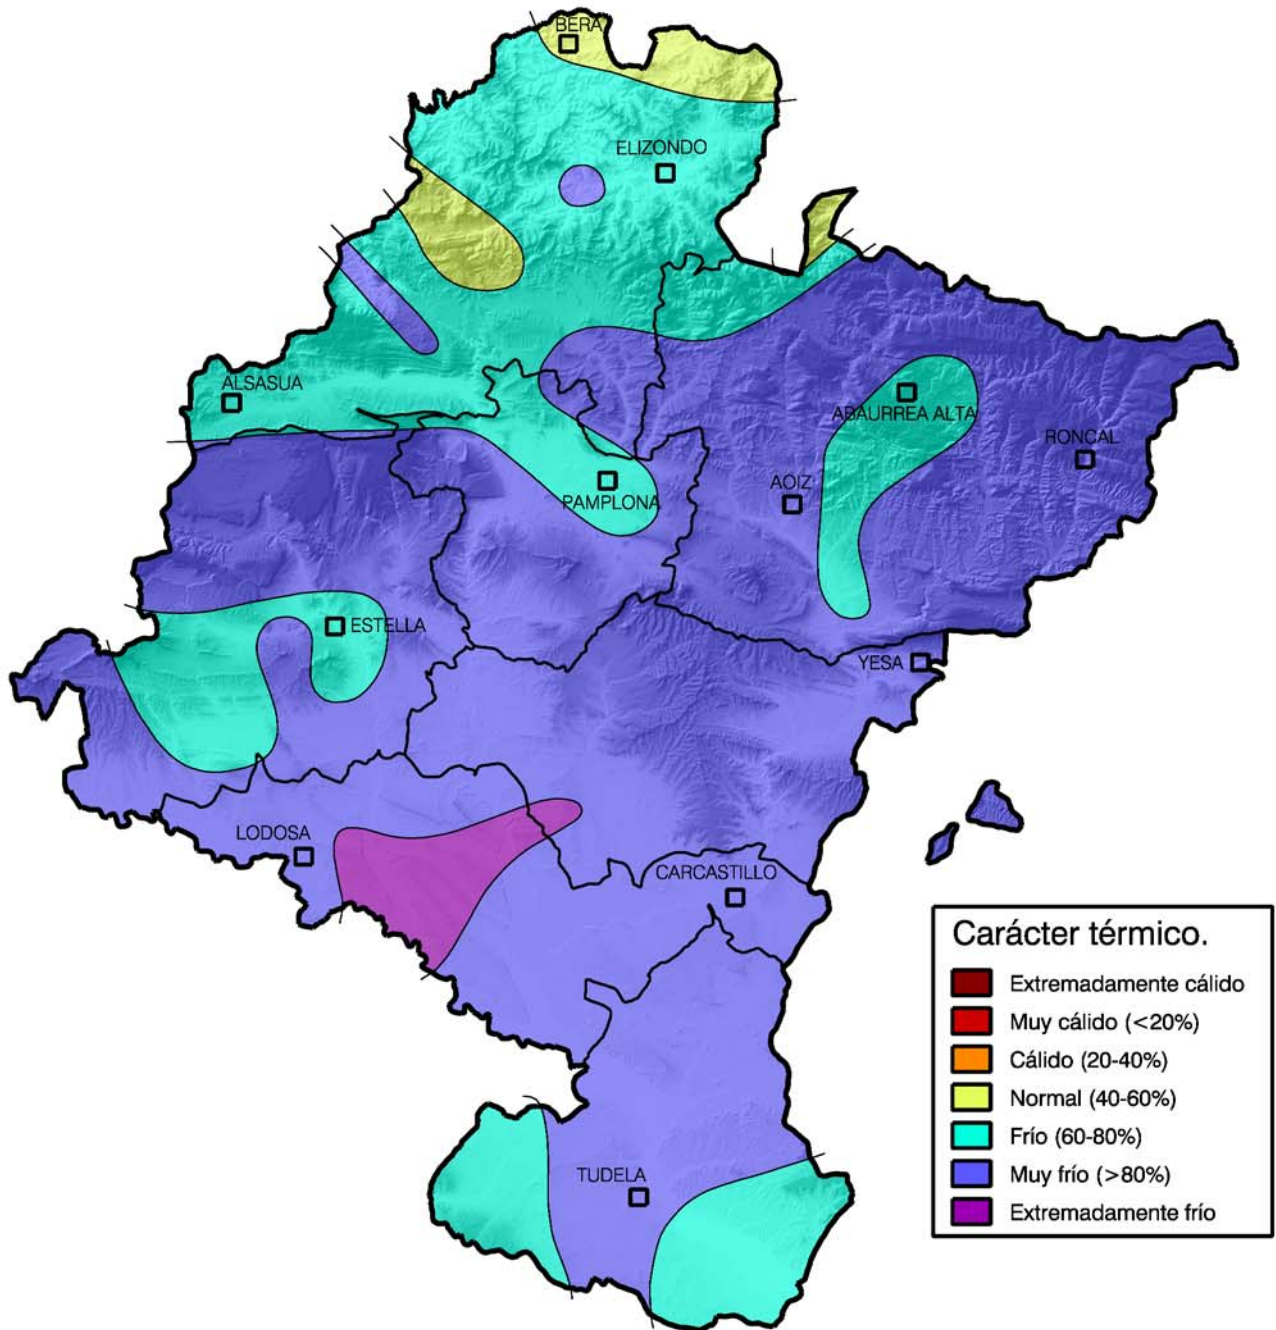 BERA
ELIZONDO
ALSASUA
ABAURREA ALTA
RONCAL
AOIZ
PAMPLONA
ESTELLA
YESA
LODOSA
CARCASTILLO
TUDELA
Carácter térmico.
Extremadamente cálido
Muy cálido (<20%)
Cálido (20-40%)
Normal (40-60%)
Frío (60-80%)
Muy frío (>80%)
Extremadamente frío